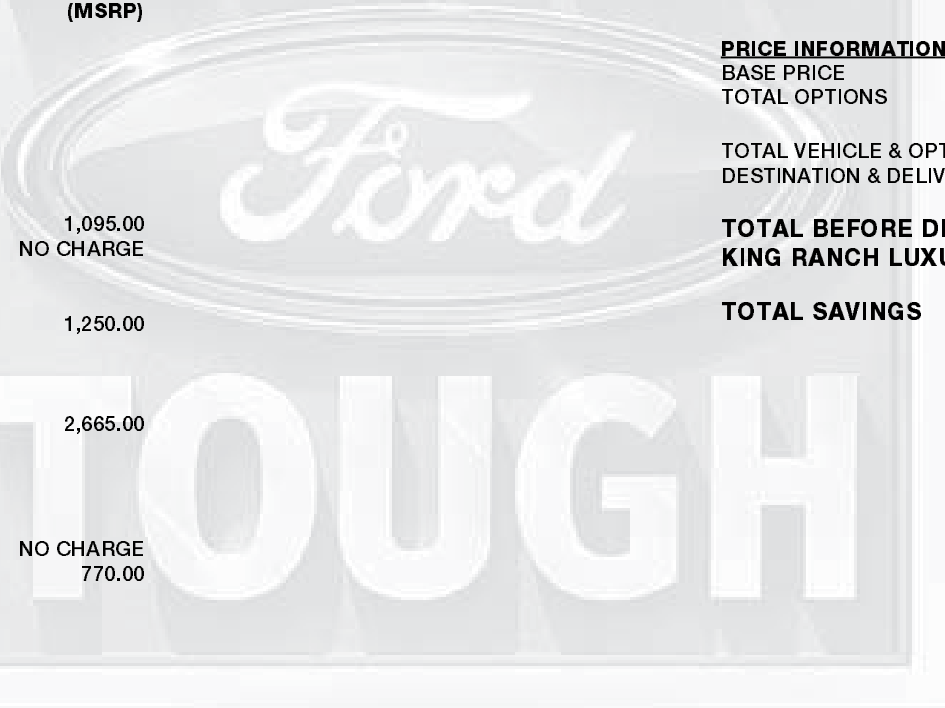 (MSRP)
1,095.00
NO CHARGE
1,250.00
2,665.00
NO CHARGE
770.00
PRICE INFORMATION
BASE PRICE
TOTAL OPTIONS
TOTAL VEHICLE & OPT
DESTINATION & DELIV
TOTAL BEFORE DI
KING RANCH LUXU
TOTAL SAVINGS
Ford
TOUGH